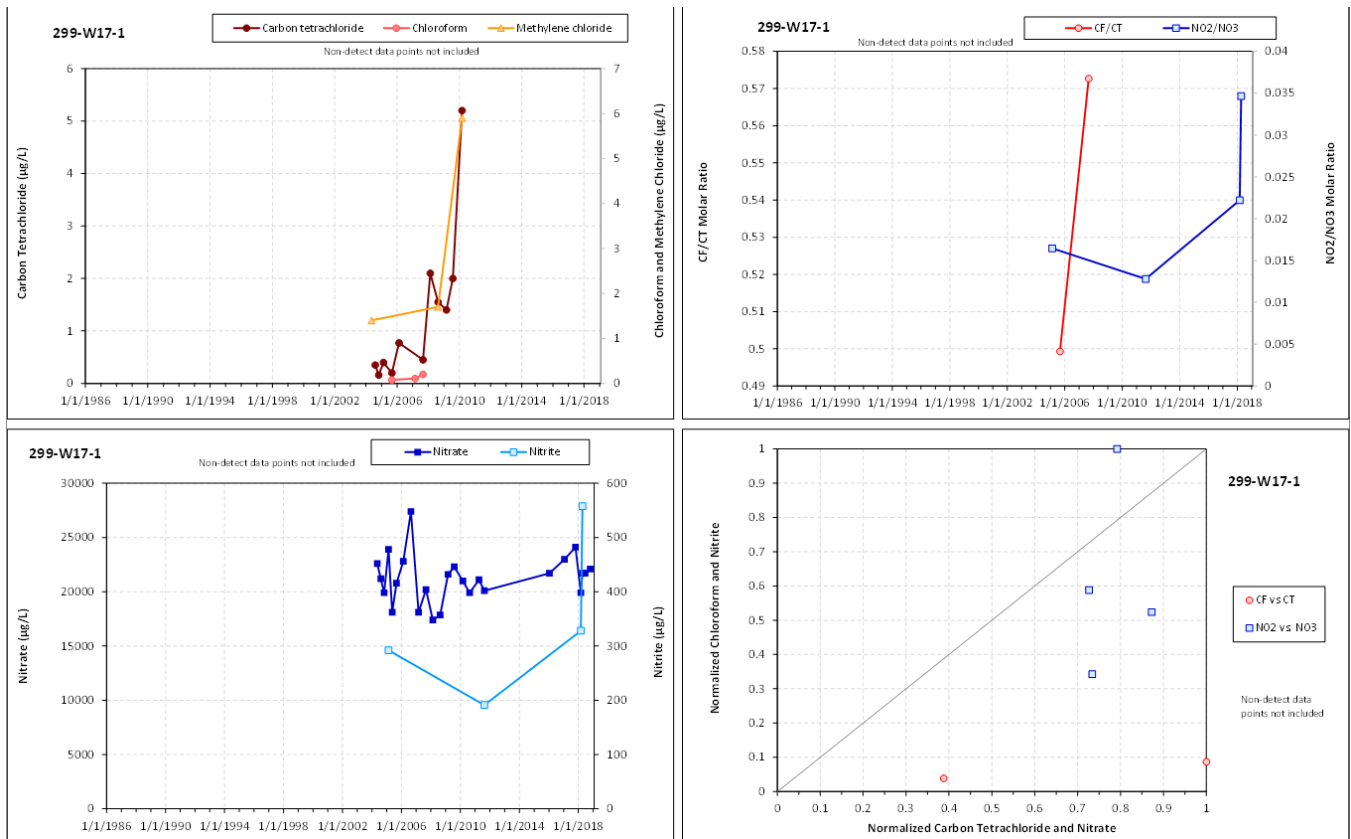 299-W17-1
Carbon tetrachloride
Chloroform
Methylene chloride
Non-detect data points not included
6
5
4
3
2
1
0
7
6
5
4
3
2
1
0
Carbon Tetrachloride (µg/L)
Chloroform and Methylene Chloride (µg/L)
1/1/1986 1/1/1990 1/1/1994 1/1/1998 1/1/2002 1/1/2006 1/1/2010 1/1/2014 1/1/2018
299-W17-1
CF/CT
NO2/NO3
Non-detect data points not included
0.58
0.57
0.56
0.55
0.54
0.53
0.52
0.51
0.5
0.49
0.04
0.035
0.03
0.025
0.02
0.015
0.01
0.005
0
CF/CT Molar Ratio
NO2/NO3 Molar Ratio
1/1/1986 1/1/1990 1/1/1994 1/1/1998 1/1/2002 1/1/2006 1/1/2010 1/1/2014 1/1/2018
299-W17-1
Nitrate
Nitrite
Non-detect data points not included
30000
25000
20000
15000
10000
5000
0
600
500
400
300
200
100
0
Nitrate (µg/L)
Nitrite (µg/L)
1/1/1986 1/1/1990 1/1/1994 1/1/1998 1/1/2002 1/1/2006 1/1/2010 1/1/2014 1/1/2018
1
0.9
0.8
0.7
0.6
0.5
0.4
0.3
0.2
0.1
0
Normalized Chloroform and Nitrite
0 0.1 0.2 0.3 0.4 0.5 0.6 0.7 0.8 0.9 1
Normalized Carbon Tetrachloride and Nitrate
299-W17-1
CF vs CT
NO2 vs NO3
Non-detect data
points not included